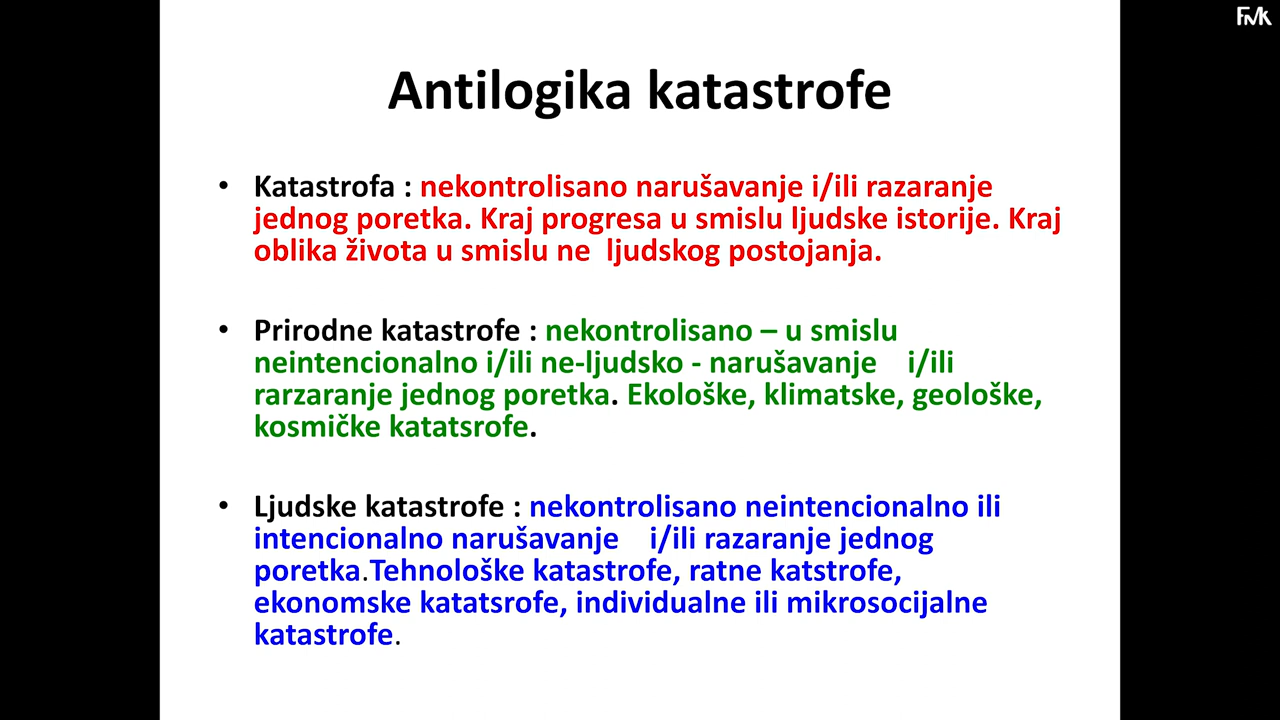 FMK
Antilogika katastrofe
• Katastrofa : nekontrolisano narušavanje i/ili razaranje
jednog poretka. Kraj progresa u smislu ljudske istorije. Kraj
oblika života u smislu ne  ljudskog postojanja.
• Prirodne katastrofe : nekontrolisano – u smislu
neintencionalno i/ili ne-ljudsko - narušavanje    i/ili
rarzaranje jednog poretka. Ekološke, klimatske, geološke,
kosmičke katatsrofe.
• Ljudske katastrofe : nekontrolisano neintencionalno ili
intencionalno narušavanje    i/ili razaranje jednog
poretka.Tehnološke katastrofe, ratne katstrofe,
ekonomske katatsrofe, individualne ili mikrosocijalne
katastrofe.